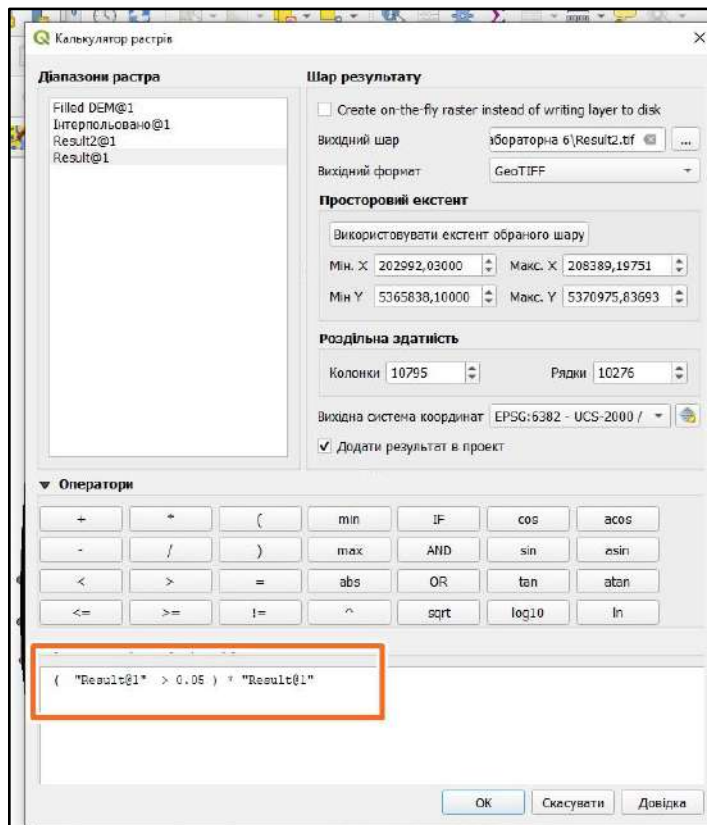 Калькулятор растрів
Діапазони растра
Filled DEM@1
Інтерпольовано@1
Result2@1
Result@1
Шар результату
Create on-the-fly raster instead of writing layer to disk
Вихідний шар абораторна 6\Result2.tif ...
Вихідний формат GeoTIFF
Просторовий екстент
Використовувати екстент обраного шару
Мін. X 202992,03000 Макс. X 208389,19751
Мін Y 5365838,10000 Макс. Y 5370975,83693
Роздільна здатність
Колонки 10795 Рядки 10276
Вихідна система координат EPSG:6382 - UCS-2000 /
Додати результат в проект
Оператори
+ * ( min IF cos acos
- / ) max AND sin asin
< > = abs OR tan atan
<= >= != ^ sqrt log10 ln
( "Result@1" > 0.05 ) * "Result@1"
OK Скасувати Довідка